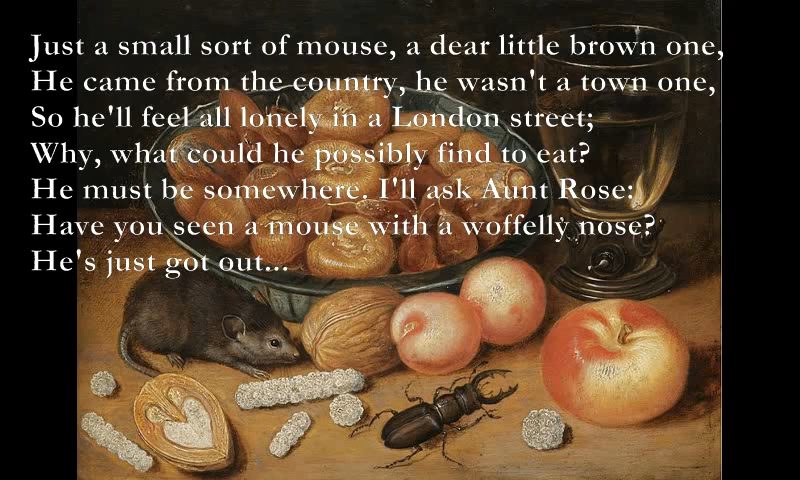 Just a small sort of mouse, a dear little brown one,
He came from the country, he wasn't a town one,
So he'll feel all lonely in a London street;
Why, what could he possibly find to eat?
He must be somewhere. I'll ask Aunt Rose:
Have you seen a mouse with a woffelly nose?
He's just got out...